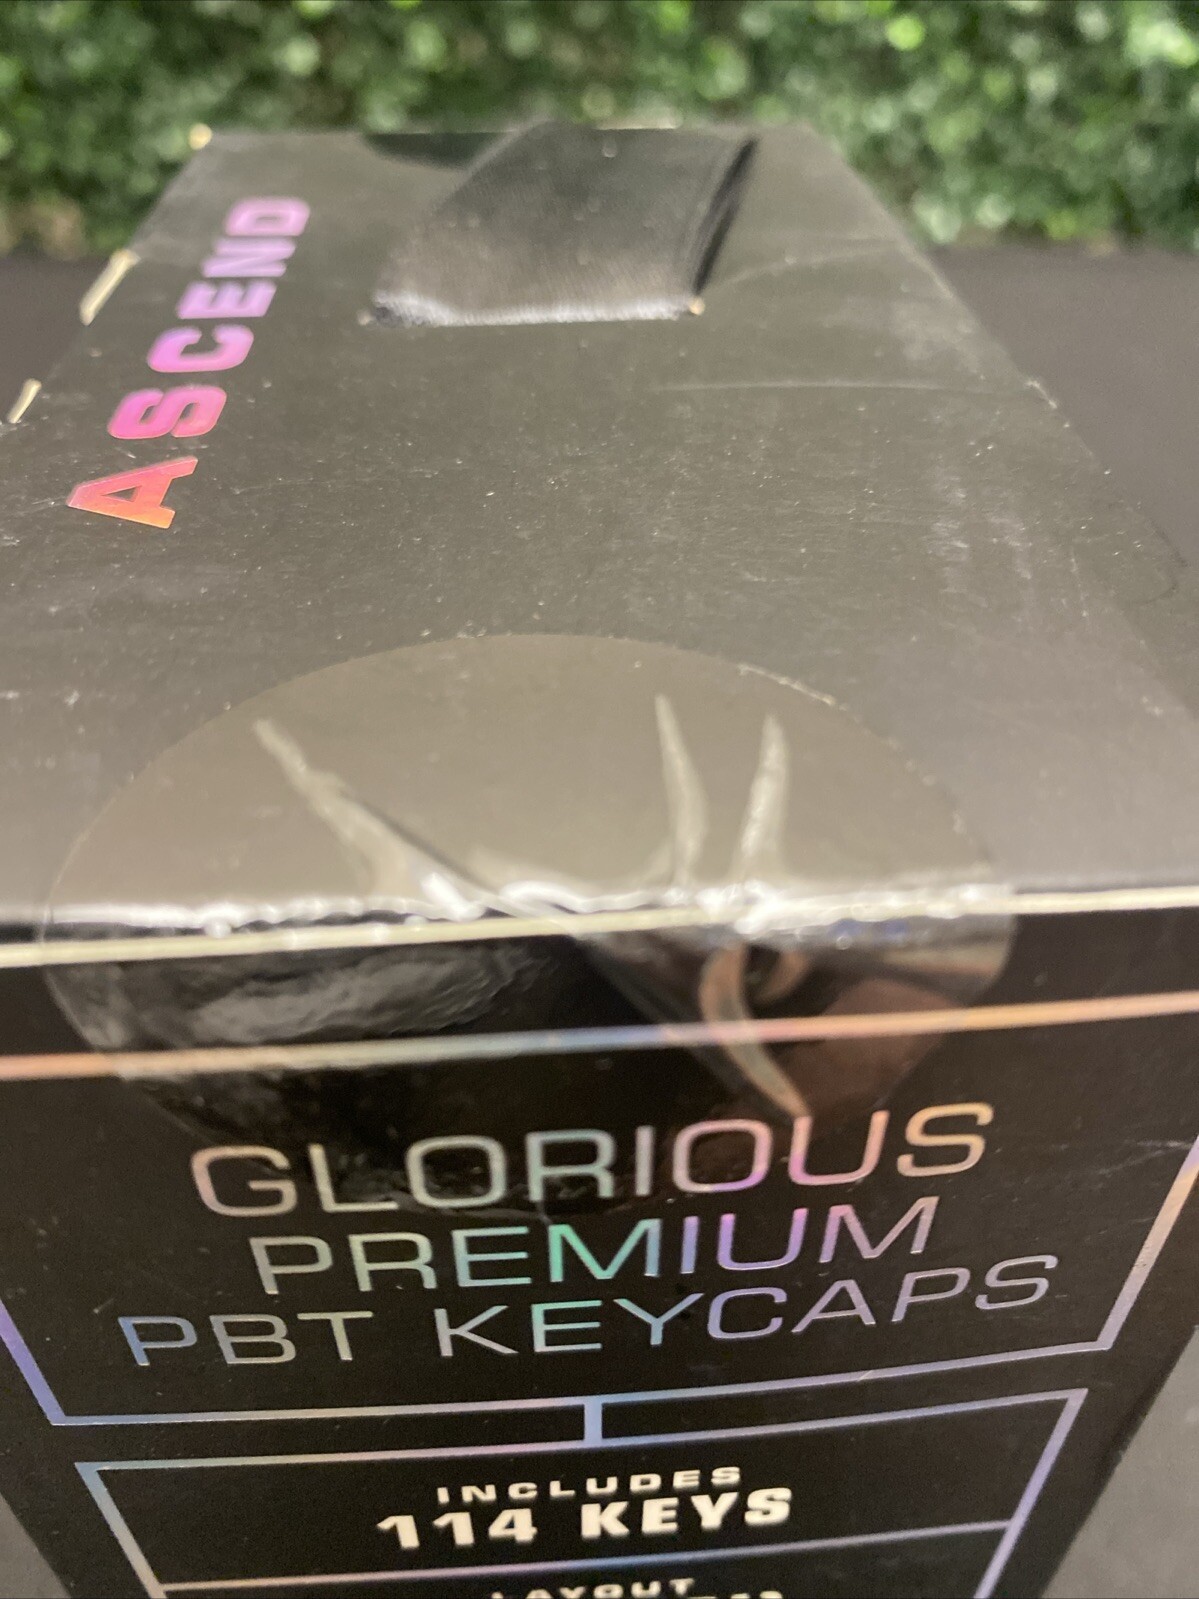 ASCEND
GLORIOUS
PREMIUM
PBT KEYCAPS
INCLUDES
114 KEYS
LAYOUT